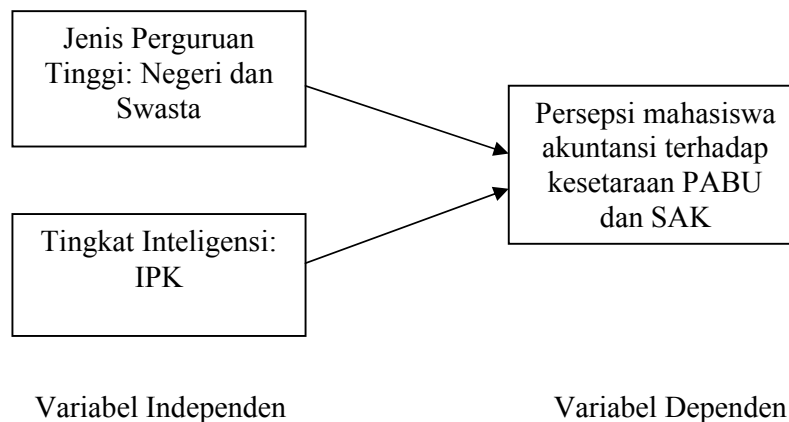 Jenis Perguruan
Tinggi: Negeri dan
Swasta
Persepsi mahasiswa
akuntansi terhadap
kesetaraan PABU
dan SAK
Tingkat Inteligensi:
IPK
Variabel Independen
Variabel Dependen